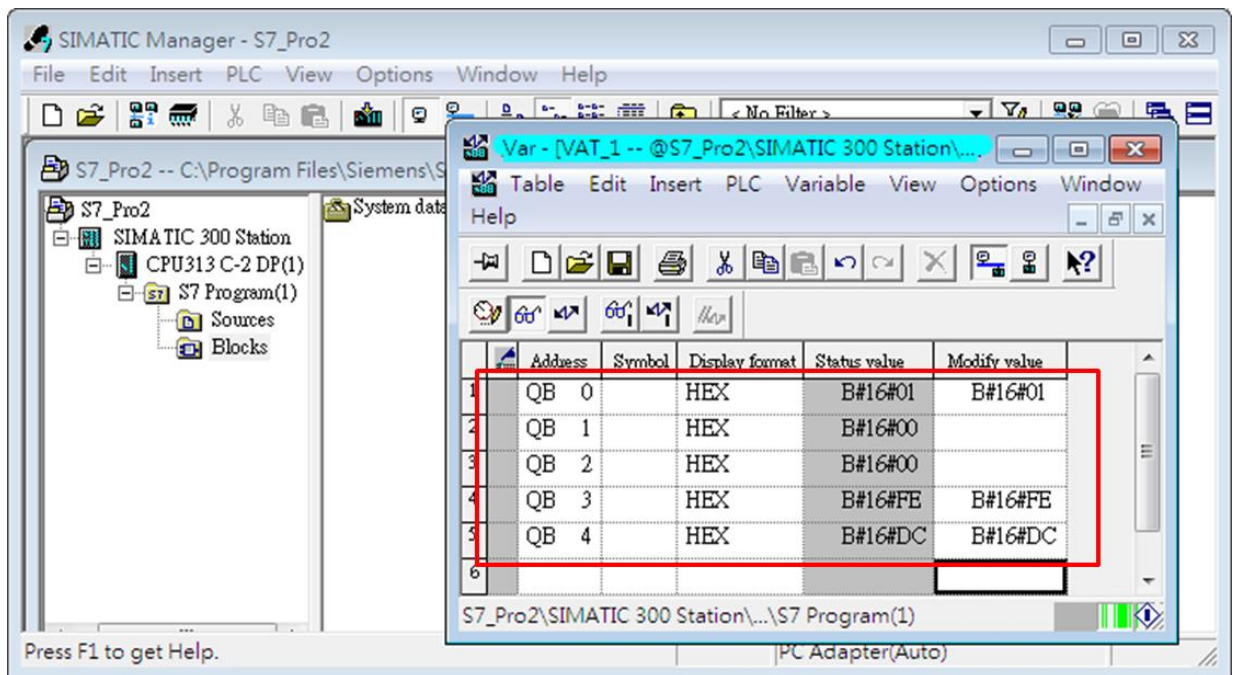 SIMATIC Manager - S7_Pro2
File Edit Insert PLC View Options Window Help
< No Filter >
S7_Pro2 -- C:\Program Files\Siemens\S
S7_Pro2
SIMATIC 300 Station
CPU313 C-2 DP(1)
S7 Program(1)
Sources
Blocks
System data
Var - [VAT_1 -- @S7_Pro2\SIMATIC 300 Station\...
Table Edit Insert PLC Variable View Options Window
Help
Address Symbol Display format Status value Modify value
1 QB 0 HEX B#16#01 B#16#01
2 QB 1 HEX B#16#00
3 QB 2 HEX B#16#00
4 QB 3 HEX B#16#FE B#16#FE
5 QB 4 HEX B#16#DC B#16#DC
6
S7_Pro2\SIMATIC 300 Station\...\S7 Program(1)
Press F1 to get Help. PC Adapter(Auto)